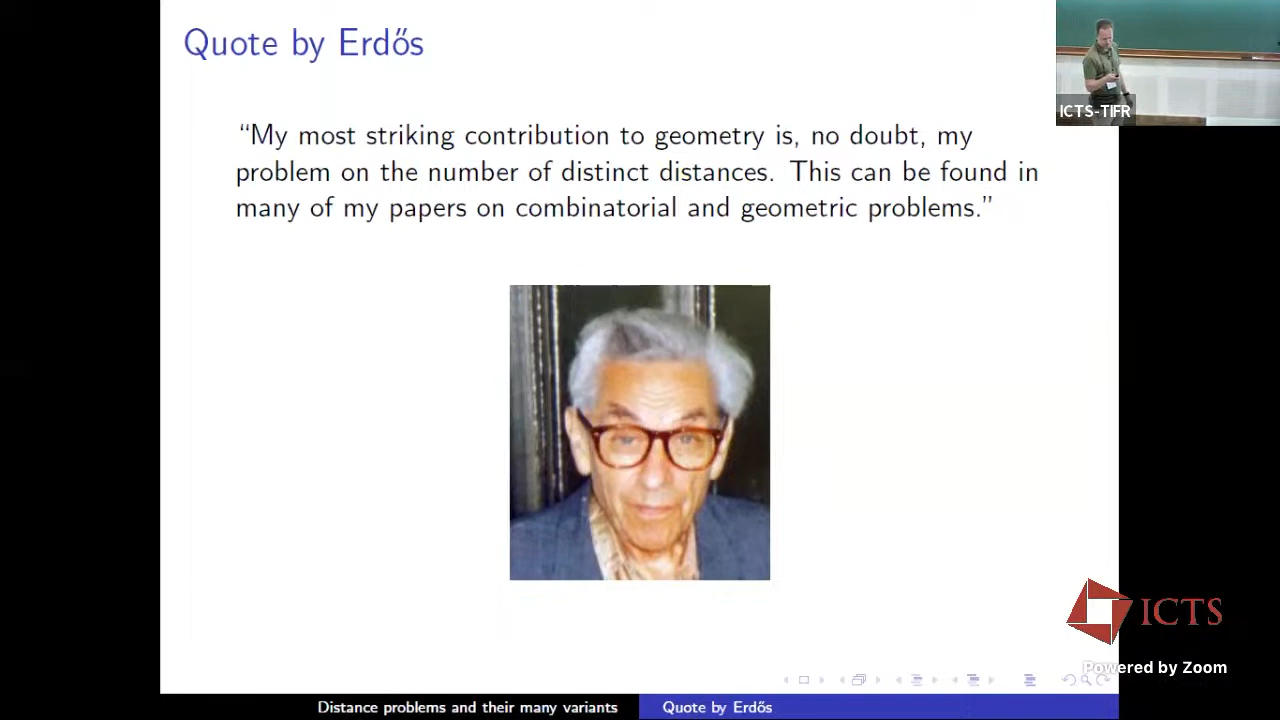 Quote by Erdős
ICTS-TIFR
“My most striking contribution to geometry is, no doubt, my
problem on the number of distinct distances. This can be found in
many of my papers on combinatorial and geometric problems.”
ICTS
Powered by Zoom
Distance problems and their many variants
Quote by Erdős